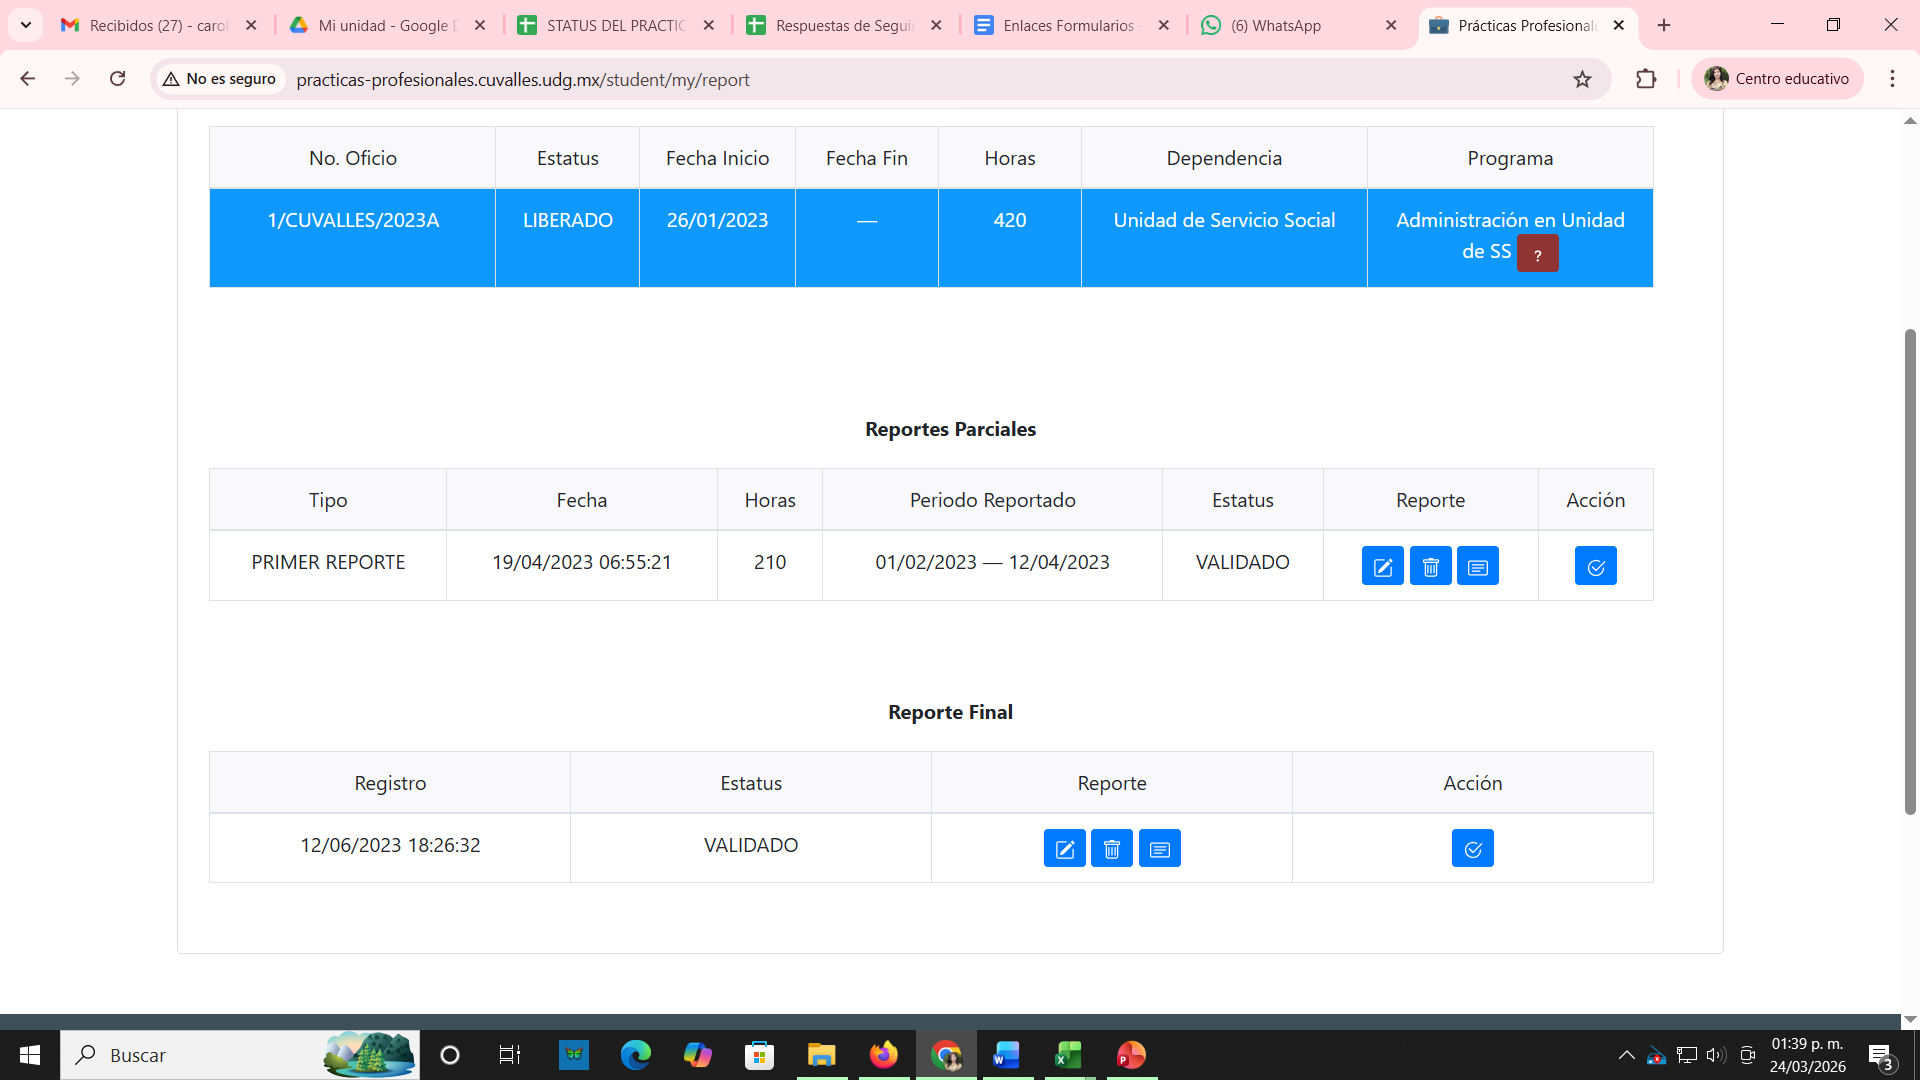 Recibidos (27) - carol
Mi unidad - Google D
STATUS DEL PRACTIC
Respuestas de Segui
Enlaces Formularios -
(6) WhatsApp
Prácticas Profesionale
No es seguro
practicas-profesionales.cuvalles.udg.mx/student/my/report
Centro educativo
No. Oficio Estatus Fecha Inicio Fecha Fin Horas Dependencia Programa
1/CUVALLES/2023A LIBERADO 26/01/2023 — 420 Unidad de Servicio Social Administración en Unidad
de SS ?
Reportes Parciales
Tipo Fecha Horas Periodo Reportado Estatus Reporte Acción
PRIMER REPORTE 19/04/2023 06:55:21 210 01/02/2023 — 12/04/2023 VALIDADO
Reporte Final
Registro Estatus Reporte Acción
12/06/2023 18:26:32 VALIDADO
Buscar
01:39 p. m.
24/03/2026
3